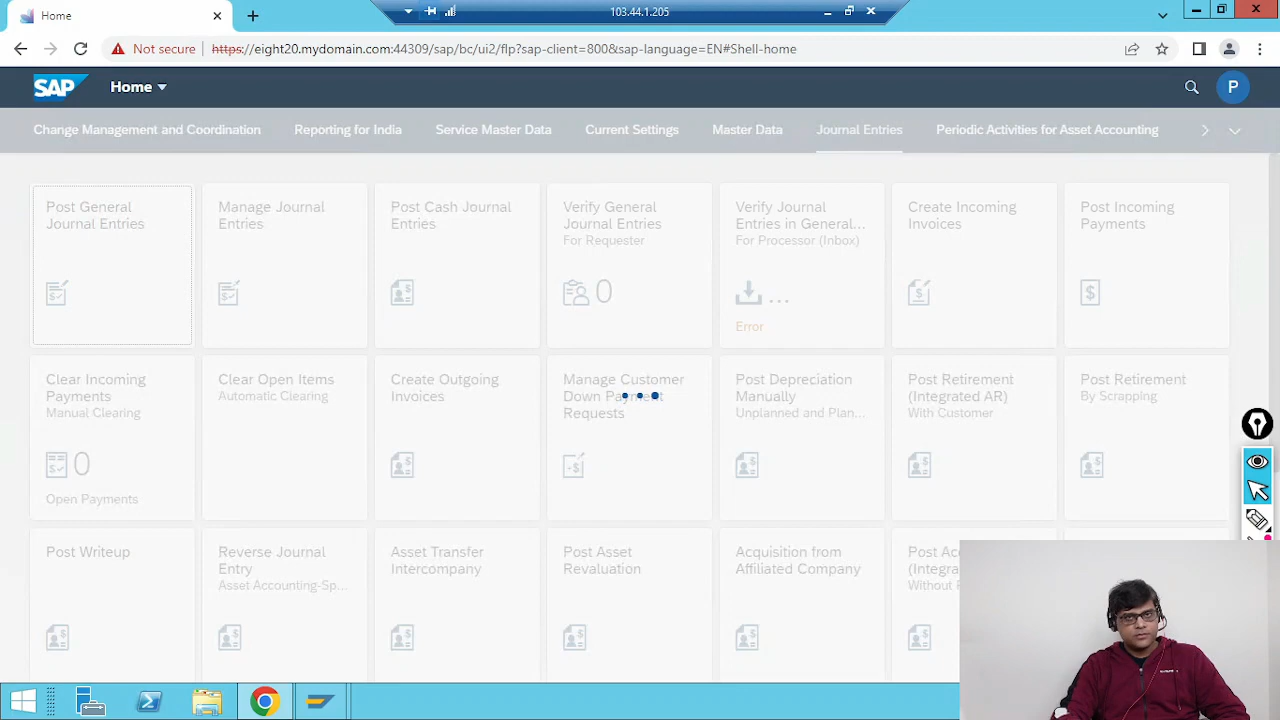 Home
103.44.1.205
Not secure
https://eight20.mydomain.com:44309/sap/bc/ui2/flp?sap-client=800&sap-language=EN#Shell-home
SAP
Home
P
Change Management and Coordination
Reporting for India
Service Master Data
Current Settings
Master Data
Journal Entries
Periodic Activities for Asset Accounting
Post General
Journal Entries
Manage Journal
Entries
Post Cash Journal
Entries
Verify General
Journal Entries
For Requester
0
Verify Journal
Entries in General...
For Processor (Inbox)
...
Error
Create Incoming
Invoices
Post Incoming
Payments
Clear Incoming
Payments
Manual Clearing
0
Open Payments
Clear Open Items
Automatic Clearing
Create Outgoing
Invoices
Manage Customer
Down Payment
Requests
Post Depreciation
Manually
Unplanned and Plan...
Post Retirement
(Integrated AR)
With Customer
Post Retirement
By Scrapping
Post Writeup
Reverse Journal
Entry
Asset Accounting-Sp...
Asset Transfer
Intercompany
Post Asset
Revaluation
Acquisition from
Affiliated Company
Post
(Integra
Without